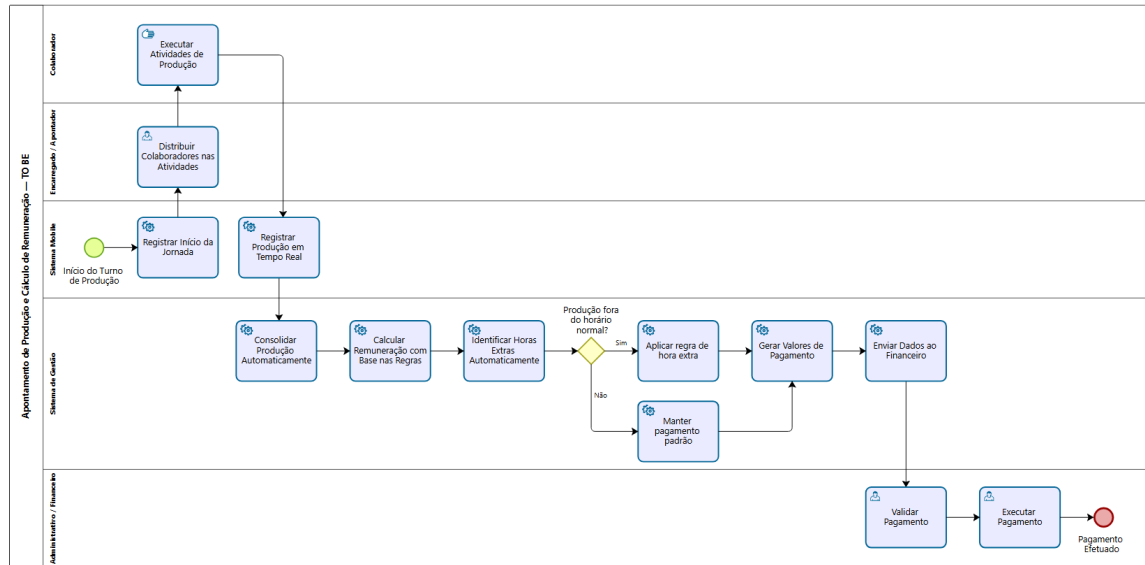 Apontamento de Produção e Cálculo de Remuneração — TO BE
Colaborador
Executar
Atividades de
Produção
Encarregado / Apontador
Distribuir
Colaboradores nas
Atividades
Sistema Mobile
Início do Turno
de Produção
Registrar Início da
Jornada
Registrar
Produção em
Tempo Real
Sistema de Gestão
Consolidar
Produção
Automaticamente
Calcular
Remuneração com
Base nas Regras
Identificar Horas
Extras
Automaticamente
Produção fora
do horário
normal?
Sim
Não
Aplicar regra de
hora extra
Manter
pagamento
padrão
Gerar Valores de
Pagamento
Enviar Dados ao
Financeiro
Administrativo / Financeiro
Validar
Pagamento
Executar
Pagamento
Pagamento
Efetuado